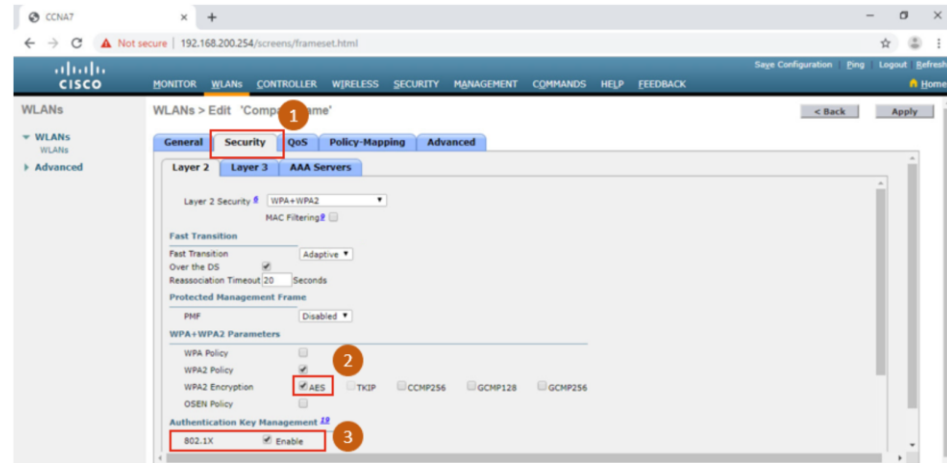 CCNA7
Not secure | 192.168.200.254/screens/frameset.html
Save Configuration Ping Logout Refresh
CISCO MONITOR WLANs CONTROLLER WIRELESS SECURITY MANAGEMENT COMMANDS HELP FEEDBACK Home
WLANs WLANs > Edit 'Compa me' < Back Apply
1
WLANs
WLANs
Advanced
General Security QoS Policy-Mapping Advanced
Layer 2 Layer 3 AAA Servers
Layer 2 Security 6 WPA+WPA2
MAC Filtering 9
Fast Transition
Fast Transition Adaptive
Over the DS
Reassociation Timeout 20 Seconds
Protected Management Frame
PMF Disabled
WPA+WPA2 Parameters
WPA Policy
2
WPA2 Policy
WPA2 Encryption AES TKIP CCMP256 GCMP128 GCMP256
OSEN Policy
Authentication Key Management 19
802.1X Enable
3